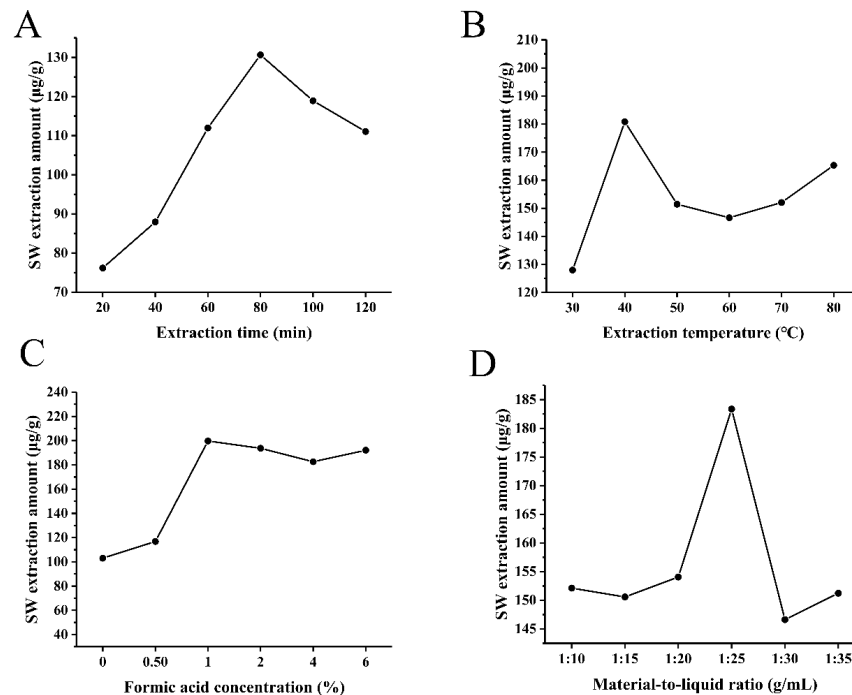 A
SW extraction amount (μg/g)
130
120
110
100
90
80
70
20 40 60 80 100 120
Extraction time (min)
B
SW extraction amount (μg/g)
210
200
190
180
170
160
150
140
130
120
30 40 50 60 70 80
Extraction temperature (°C)
C
SW extraction amount (μg/g)
240
220
200
180
160
140
120
100
80
60
40
0 0.50 1 2 4 6
Formic acid concentration (%)
D
SW extraction amount (μg/g)
185
180
175
170
165
160
155
150
145
1:10 1:15 1:20 1:25 1:30 1:35
Material-to-liquid ratio (g/mL)